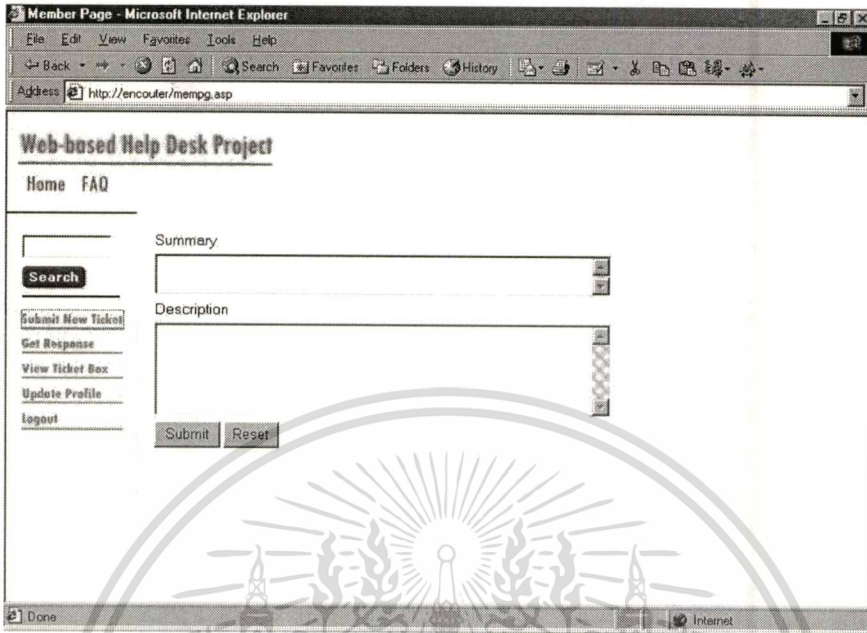 Member Page - Microsoft Internet Explorer
File Edit View Favorites Tools Help
Back Search Favorites Folders History
Address http://encouter/mempg.asp
Web-based Help Desk Project
Home FAQ
Search
Submit New Ticket
Get Response
View Ticket Box
Update Profile
Logout
Summary
Description
Submit Reset
Done Internet